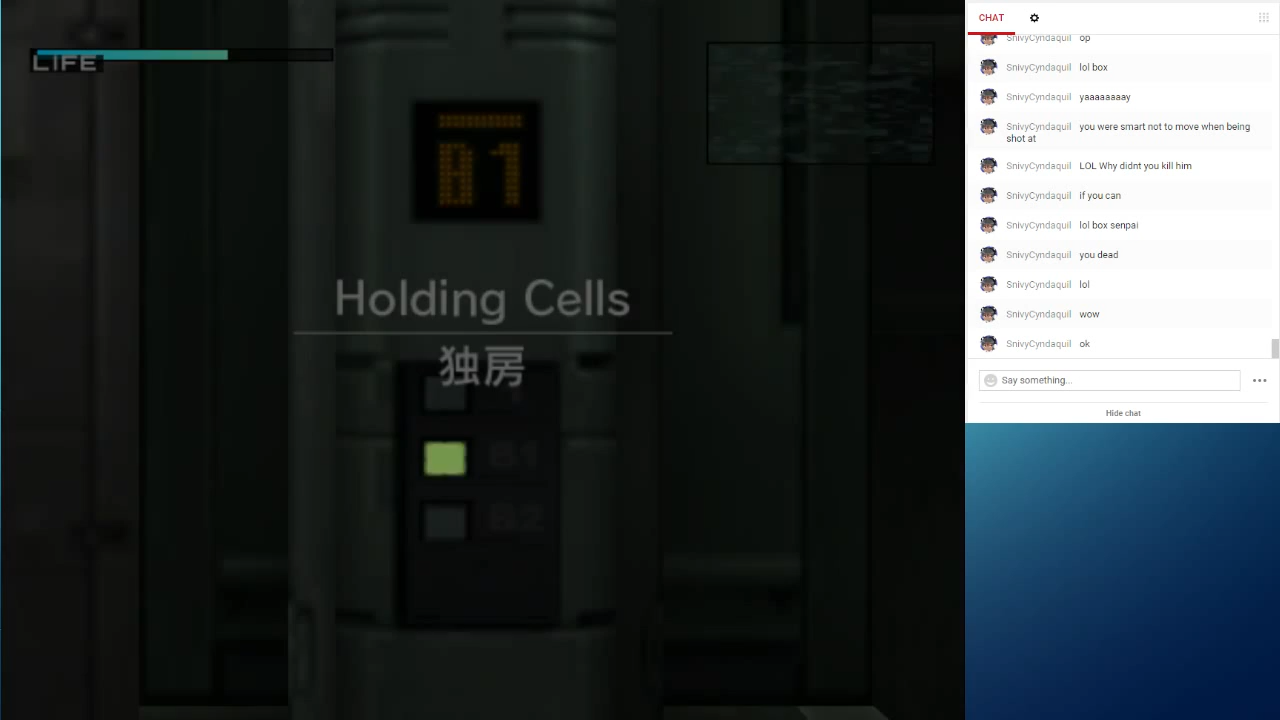 LIFE
B1
Holding Cells
独房
1
B1
B2
CHAT
SnivyCyndaquil op
SnivyCyndaquil lol box
SnivyCyndaquil yaaaaaaaay
SnivyCyndaquil you were smart not to move when being
shot at
SnivyCyndaquil LOL Why didnt you kill him
SnivyCyndaquil if you can
SnivyCyndaquil lol box senpai
SnivyCyndaquil you dead
SnivyCyndaquil lol
SnivyCyndaquil wow
SnivyCyndaquil ok
Say something...
Hide chat